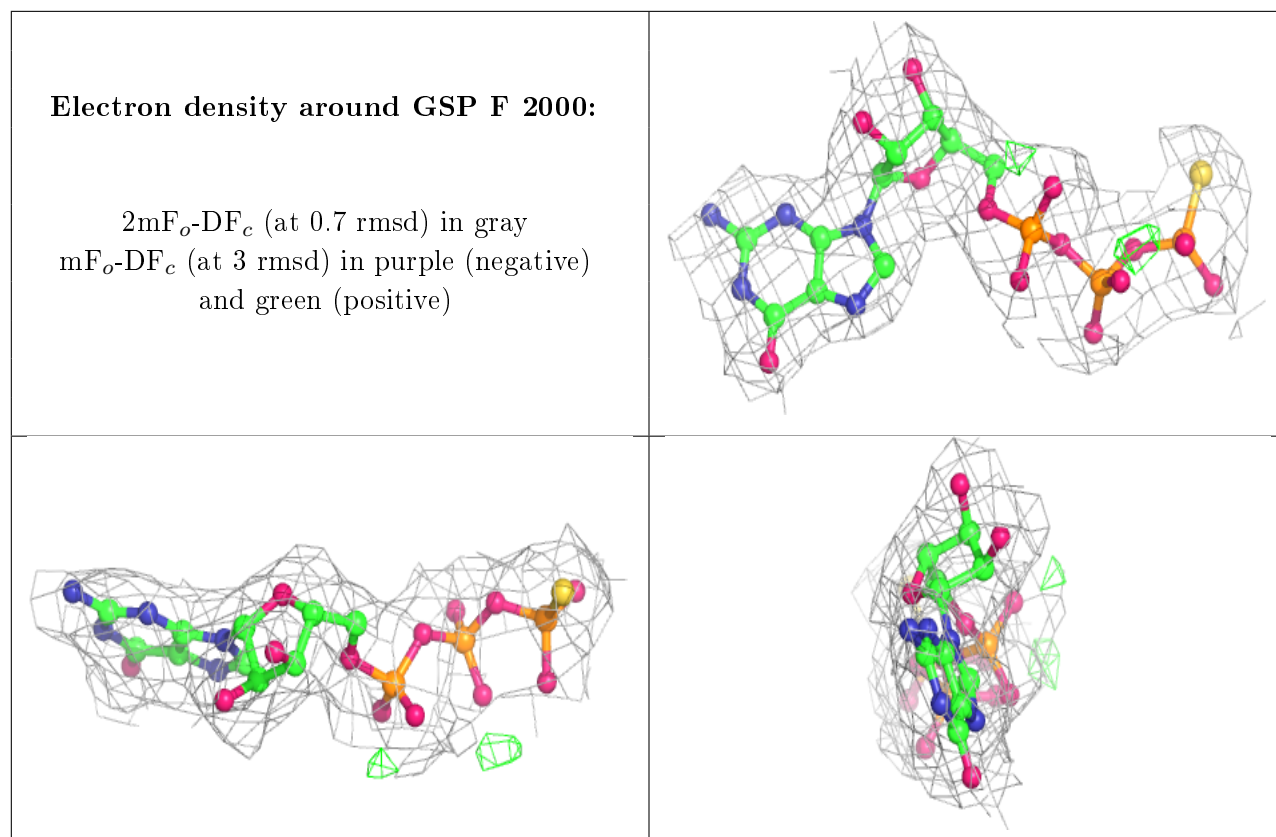 Electron density around GSP F 2000:
2mFₒ-DF𝒸 (at 0.7 rmsd) in gray
mFₒ-DF𝒸 (at 3 rmsd) in purple (negative)
and green (positive)